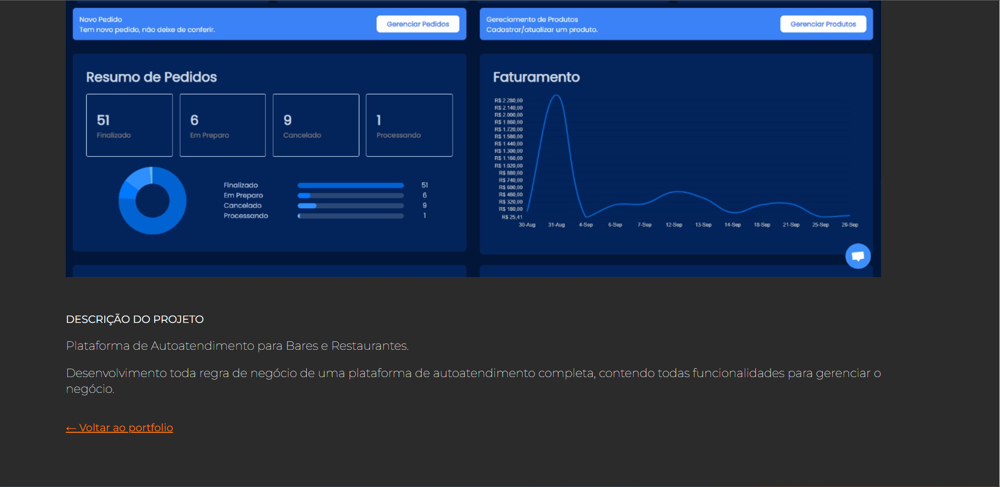 Novo Pedido
Tem novo pedido, não deixe de conferir.
Gerenciar Pedidos
Gereciamento de Produtos
Cadastrar/atualizar um produto.
Gerenciar Produtos
Resumo de Pedidos
51
Finalizado
6
Em Preparo
9
Cancelado
1
Processando
Finalizado 51
Em Preparo 6
Cancelado 9
Processando 1
Faturamento
R$ 2.280,00
R$ 2.140,00
R$ 2.000,00
R$ 1.860,00
R$ 1.720,00
R$ 1.580,00
R$ 1.440,00
R$ 1.300,00
R$ 1.160,00
R$ 1.020,00
R$ 880,00
R$ 740,00
R$ 600,00
R$ 460,00
R$ 320,00
R$ 180,00
R$ 25,41
30-Aug 31-Aug 4-Sep 6-Sep 7-Sep 12-Sep 13-Sep 14-Sep 18-Sep 21-Sep 25-Sep 26-Sep
DESCRIÇÃO DO PROJETO
Plataforma de Autoatendimento para Bares e Restaurantes.
Desenvolvimento toda regra de negócio de uma plataforma de autoatendimento completa, contendo todas funcionalidades para gerenciar o
negócio.
← Voltar ao portfolio